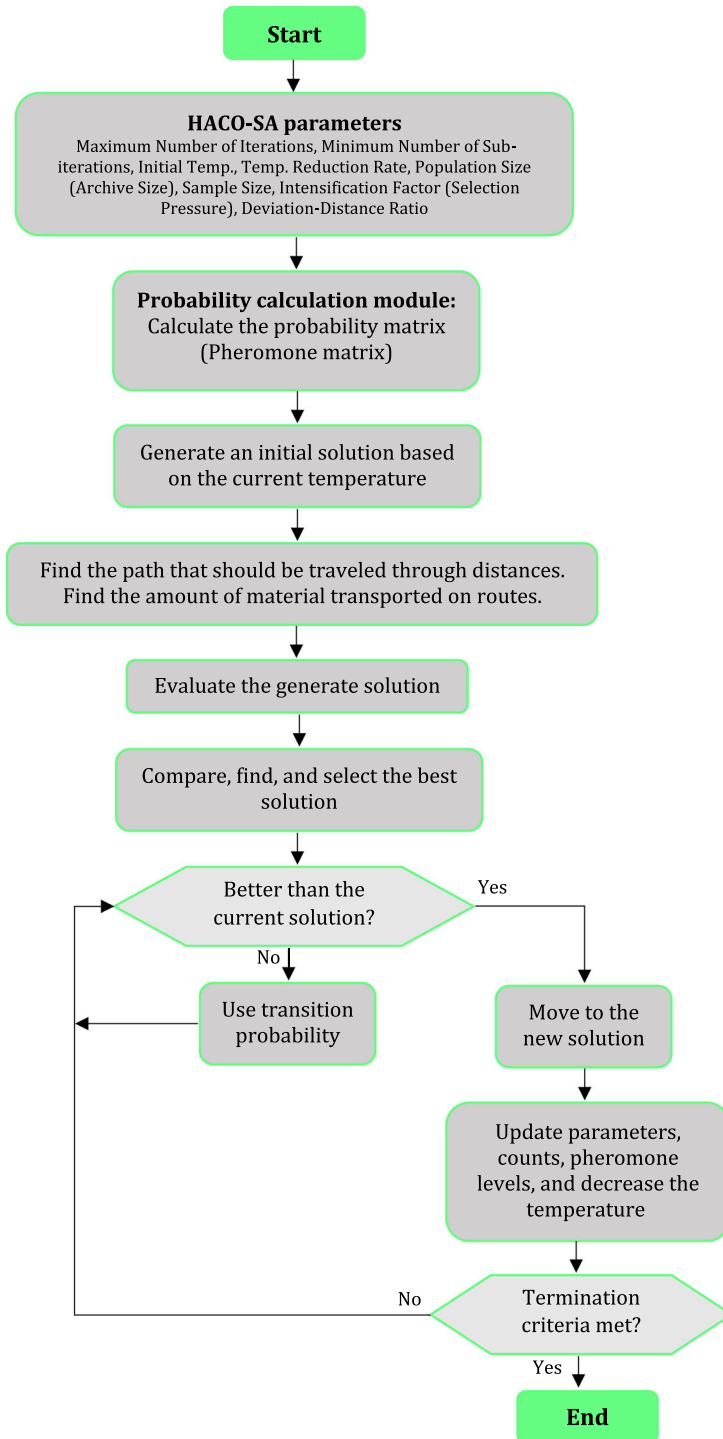 Start
HACO-SA parameters
Maximum Number of Iterations, Minimum Number of Sub-
iterations, Initial Temp., Temp. Reduction Rate, Population Size
(Archive Size), Sample Size, Intensification Factor (Selection
Pressure), Deviation-Distance Ratio
Probability calculation module:
Calculate the probability matrix
(Pheromone matrix)
Generate an initial solution based
on the current temperature
Find the path that should be traveled through distances.
Find the amount of material transported on routes.
Evaluate the generate solution
Compare, find, and select the best
solution
Better than the
current solution?
Yes
No
Use transition
probability
Move to the
new solution
Update parameters,
counts, pheromone
levels, and decrease the
temperature
No
Termination
criteria met?
Yes
End